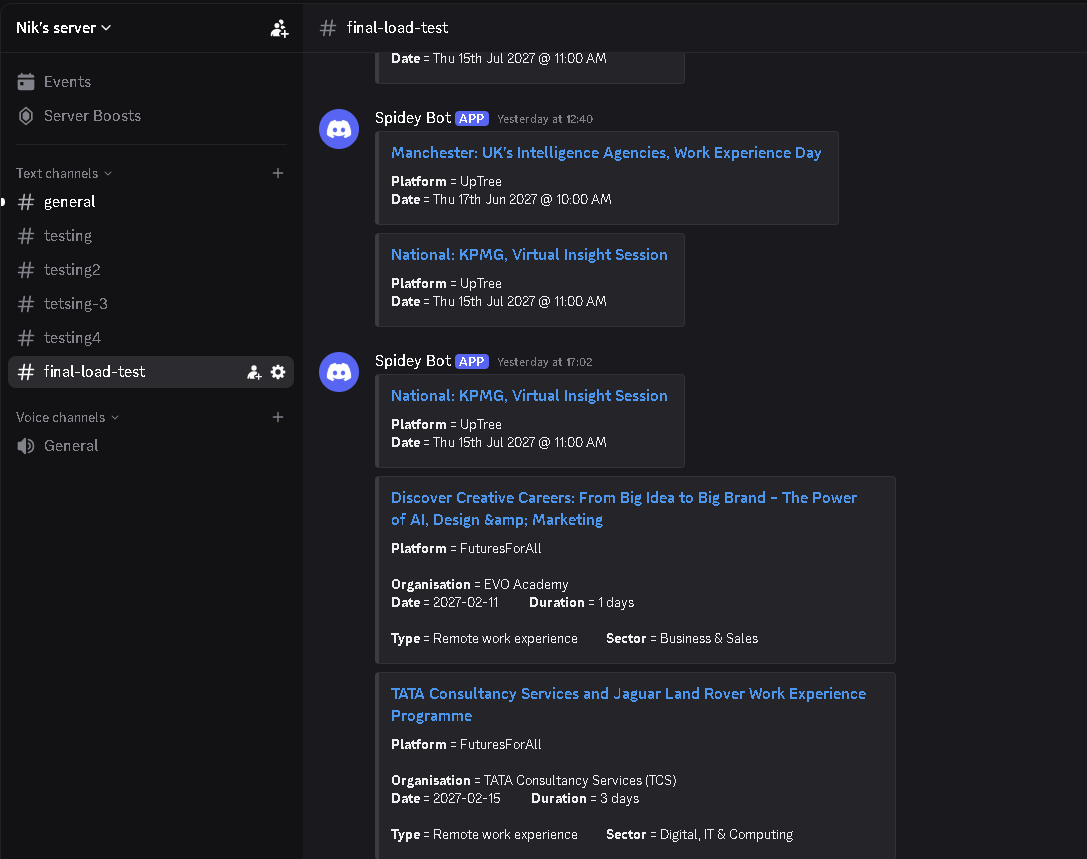 Nik's server
Events
Server Boosts
Text channels
general
testing
testing2
tetsing-3
testing4
final-load-test
Voice channels
General
final-load-test
Date = Thu 15th Jul 2027 @ 11:00 AM
Spidey Bot APP Yesterday at 12:40
Manchester: UK's Intelligence Agencies, Work Experience Day
Platform = UpTree
Date = Thu 17th Jun 2027 @ 10:00 AM
National: KPMG, Virtual Insight Session
Platform = UpTree
Date = Thu 15th Jul 2027 @ 11:00 AM
Spidey Bot APP Yesterday at 17:02
National: KPMG, Virtual Insight Session
Platform = UpTree
Date = Thu 15th Jul 2027 @ 11:00 AM
Discover Creative Careers: From Big Idea to Big Brand – The Power
of AI, Design &amp; Marketing
Platform = FuturesForAll
Organisation = EVO Academy
Date = 2027-02-11 Duration = 1 days
Type = Remote work experience Sector = Business & Sales
TATA Consultancy Services and Jaguar Land Rover Work Experience
Programme
Platform = FuturesForAll
Organisation = TATA Consultancy Services (TCS)
Date = 2027-02-15 Duration = 3 days
Type = Remote work experience Sector = Digital, IT & Computing